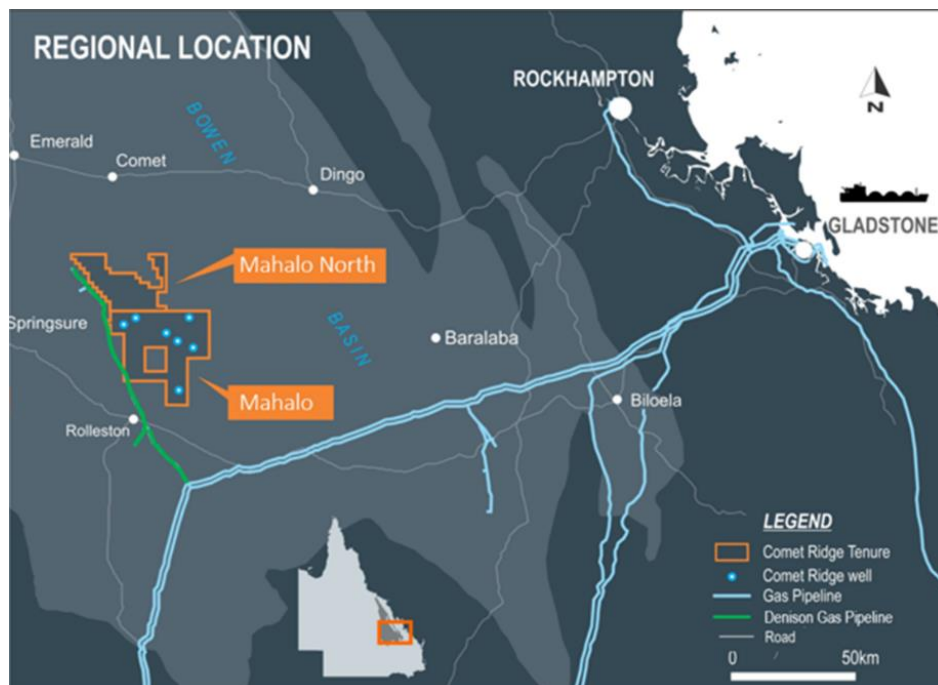 REGIONAL LOCATION
ROCKHAMPTON
N
BOWEN
Emerald
Comet
Dingo
GLADSTONE
Mahalo North
BASIN
Springsure
Baralaba
Mahalo
Biloela
Rolleston
LEGEND
Comet Ridge Tenure
Comet Ridge well
Gas Pipeline
Denison Gas Pipeline
Road
0 50km